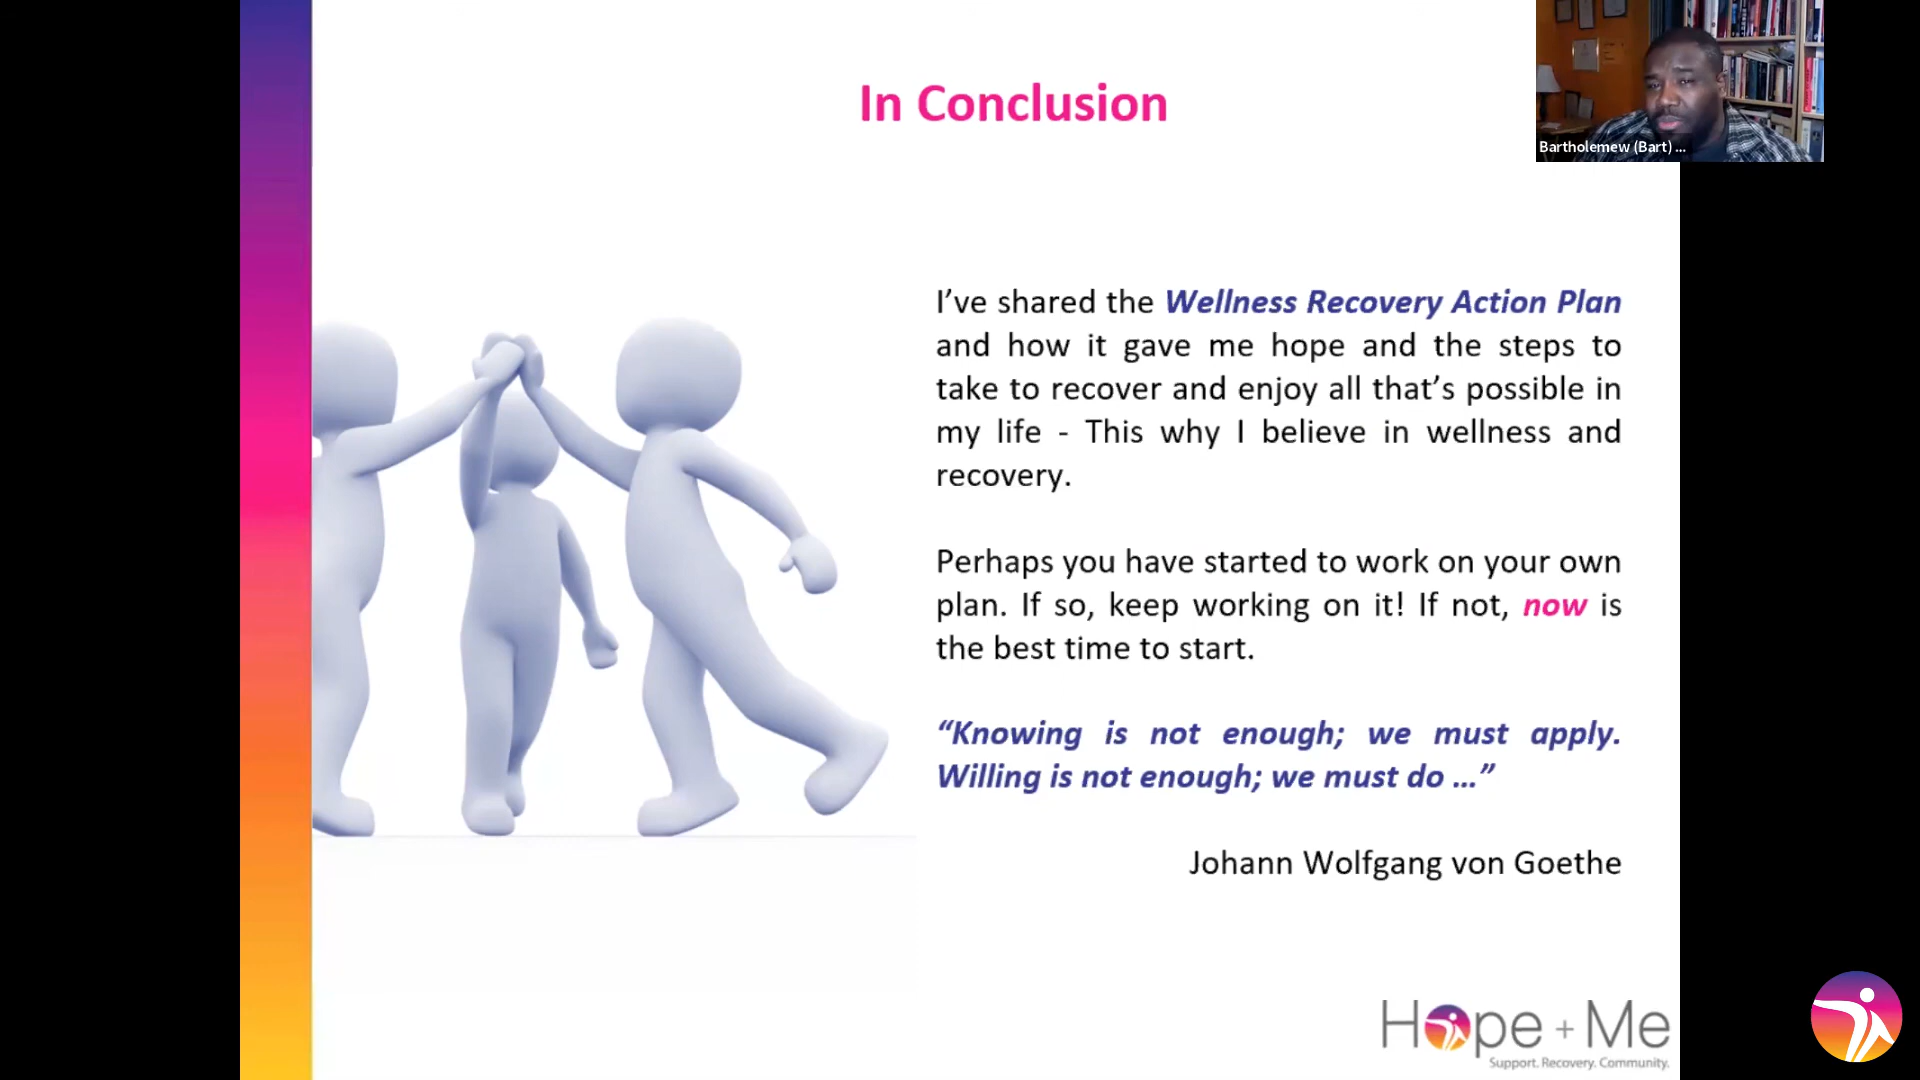 In Conclusion
Bartholemew (Bart) ...
I’ve shared the Wellness Recovery Action Plan
and how it gave me hope and the steps to
take to recover and enjoy all that’s possible in
my life - This why I believe in wellness and
recovery.
Perhaps you have started to work on your own
plan. If so, keep working on it! If not, now is
the best time to start.
“Knowing is not enough; we must apply.
Willing is not enough; we must do ...”
Johann Wolfgang von Goethe
Hope + Me
Support. Recovery. Community.